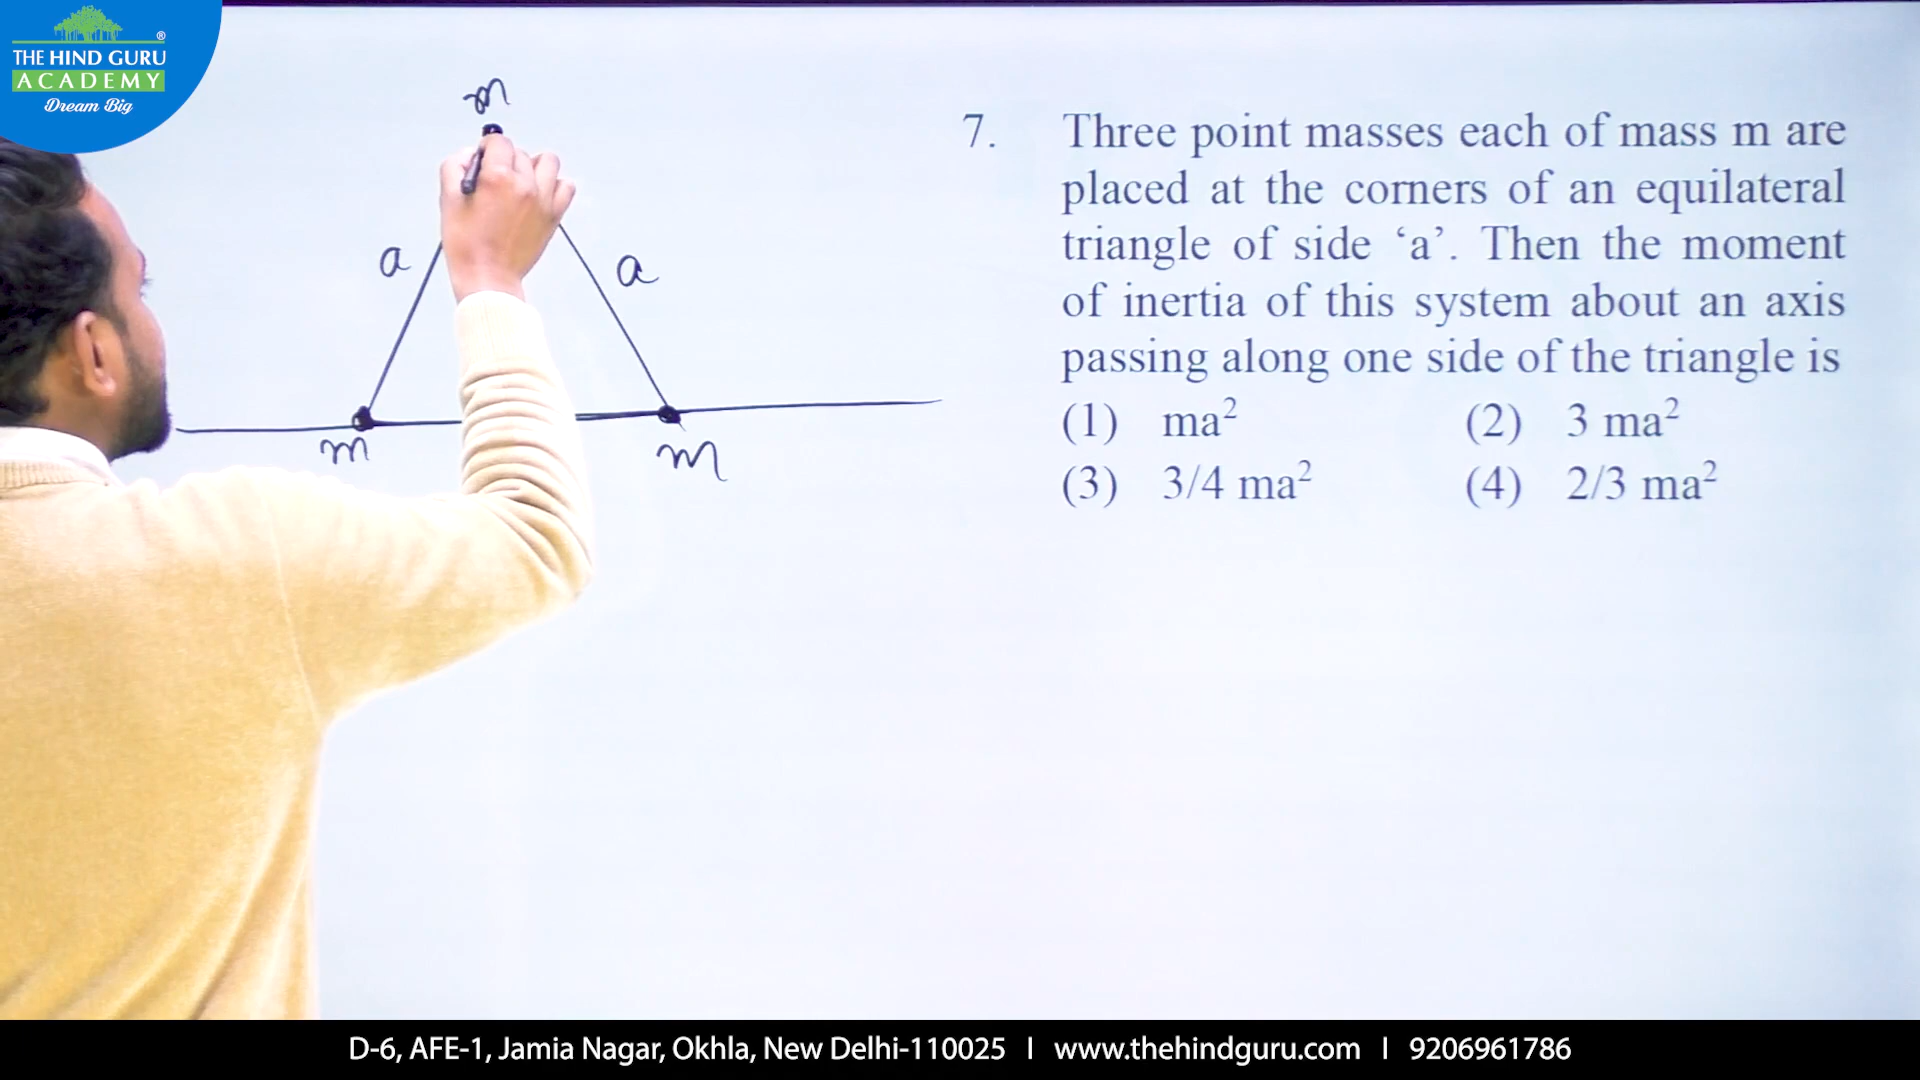 THE HIND GURU
ACADEMY
Dream Big
®
m
a
a
m
m
7. Three point masses each of mass m are
placed at the corners of an equilateral
triangle of side ‘a’. Then the moment
of inertia of this system about an axis
passing along one side of the triangle is
(1) ma² (2) 3 ma²
(3) 3/4 ma² (4) 2/3 ma²
D-6, AFE-1, Jamia Nagar, Okhla, New Delhi-110025 | www.thehindguru.com | 9206961786